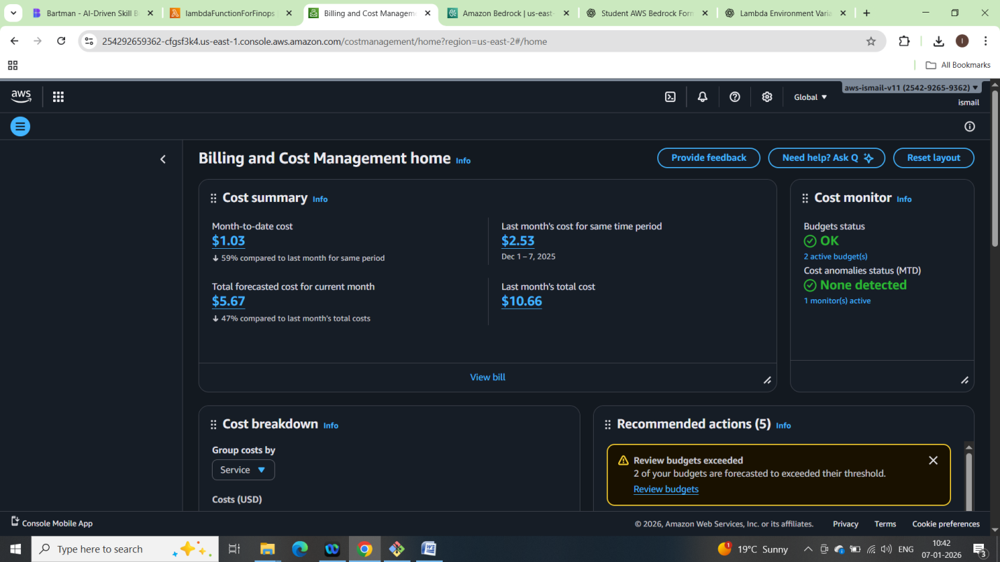 Bartman - AI-Driven Skill B
lambdaFunctionForFinops
Billing and Cost Managem
Amazon Bedrock | us-east-
Student AWS Bedrock Form
Lambda Environment Varia
254292659362-cfgsf3k4.us-east-1.console.aws.amazon.com/costmanagement/home?region=us-east-2#/home
I
All Bookmarks
aws
Global
aws-ismail-v11 (2542-9265-9362)
ismail
Billing and Cost Management home Info
Provide feedback
Need help? Ask Q
Reset layout
Cost summary Info
Month-to-date cost
$1.03
59% compared to last month for same period
Last month's cost for same time period
$2.53
Dec 1 – 7, 2025
Total forecasted cost for current month
$5.67
47% compared to last month's total costs
Last month's total cost
$10.66
View bill
Cost monitor Info
Budgets status
OK
2 active budget(s)
Cost anomalies status (MTD)
None detected
1 monitor(s) active
Cost breakdown Info
Group costs by
Service
Costs (USD)
Recommended actions (5) Info
Review budgets exceeded
2 of your budgets are forecasted to exceeded their threshold.
Review budgets
Console Mobile App
© 2026, Amazon Web Services, Inc. or its affiliates.
Privacy
Terms
Cookie preferences
Type here to search
1
19°C Sunny
ENG
10:42
07-01-2026
3